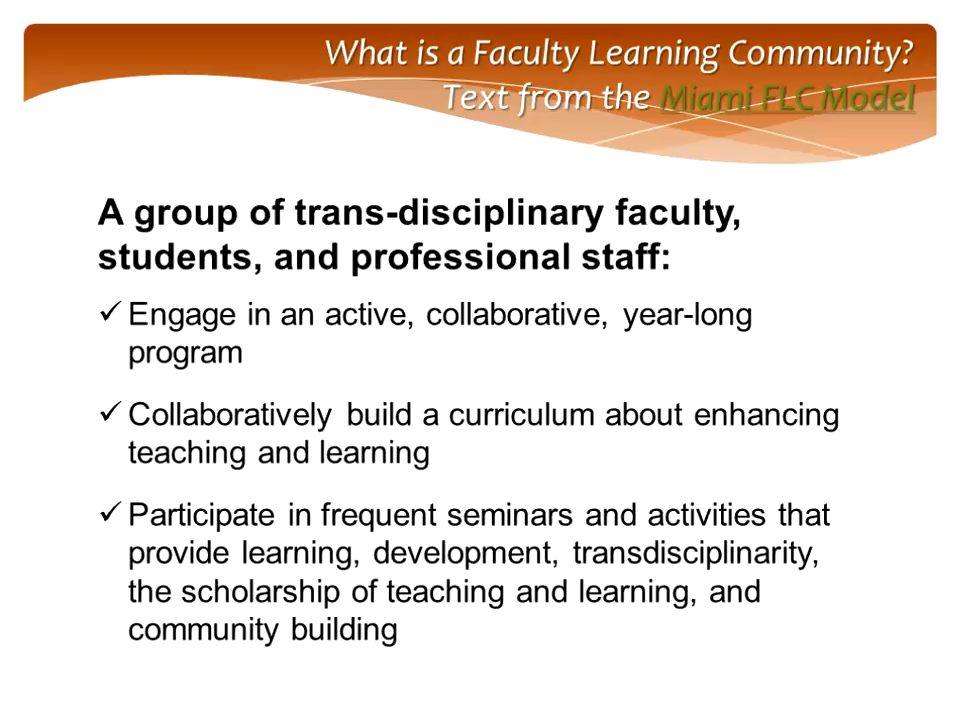 What is a Faculty Learning Community?
Text from the Miami FLC Model
A group of trans-disciplinary faculty,
students, and professional staff:
✓ Engage in an active, collaborative, year-long
program
✓ Collaboratively build a curriculum about enhancing
teaching and learning
✓ Participate in frequent seminars and activities that
provide learning, development, transdisciplinarity,
the scholarship of teaching and learning, and
community building